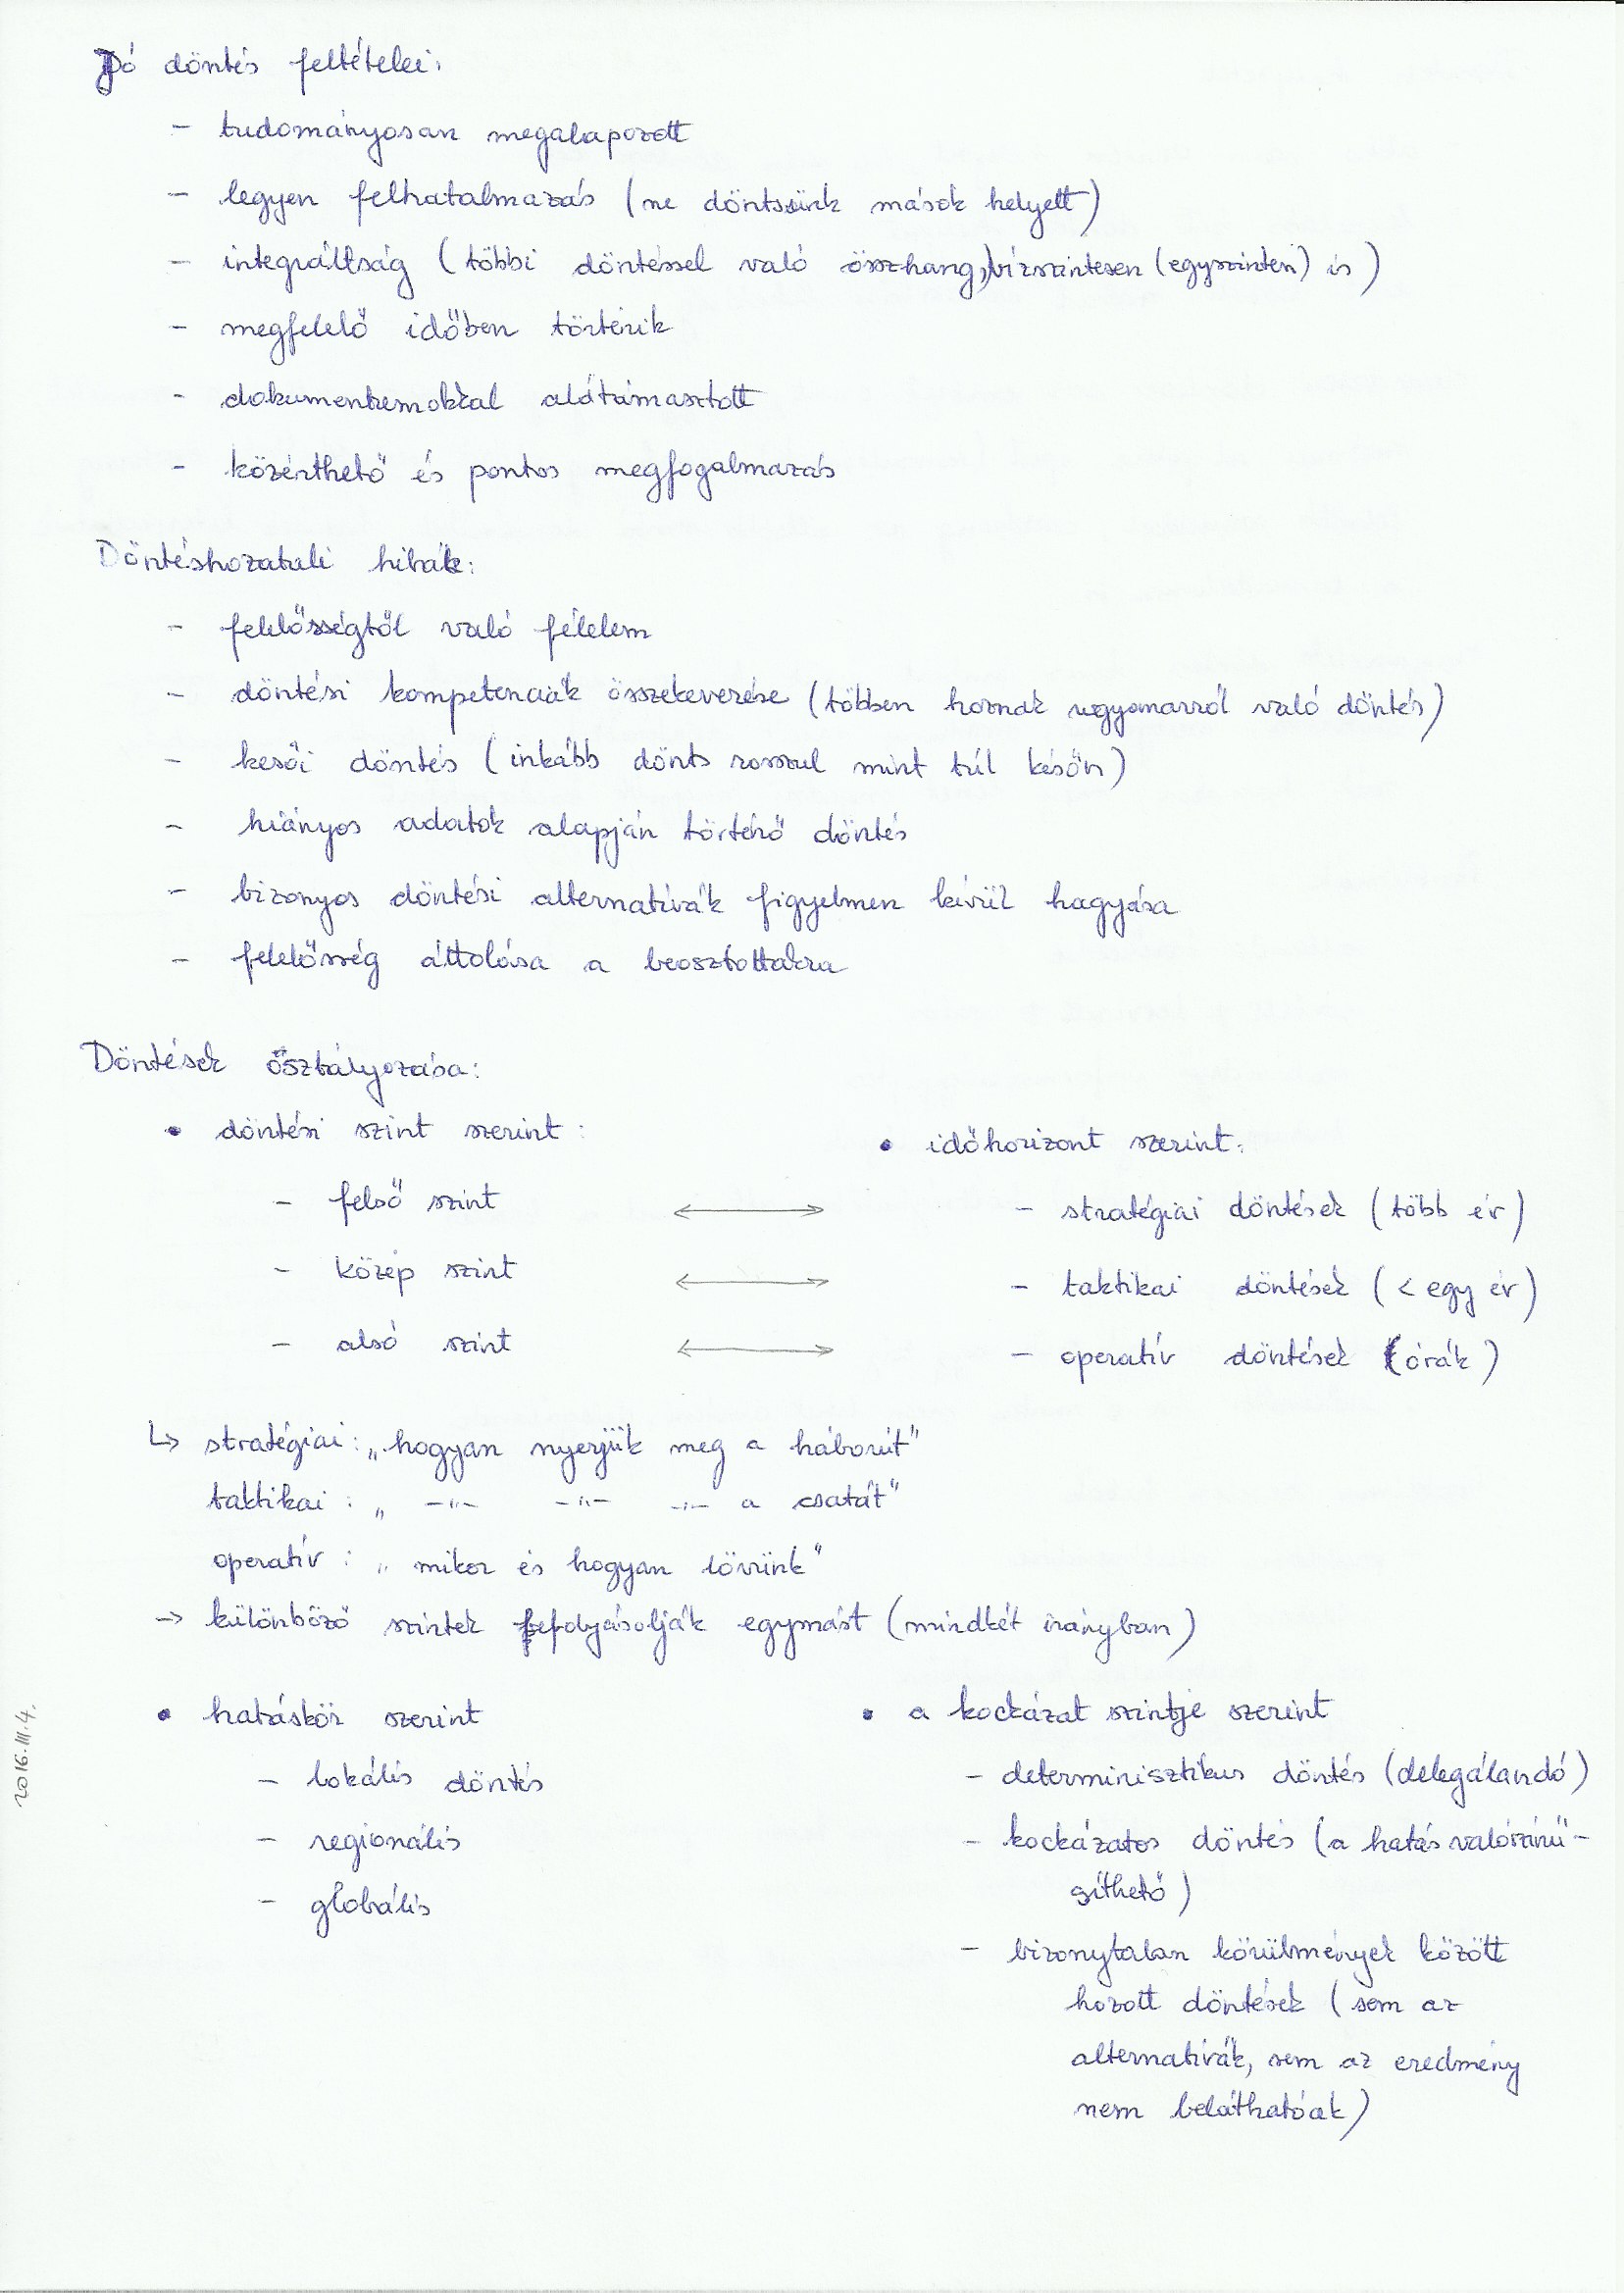 Jó döntés feltételei:
- tudományosan megalapozott
- legyen felhatalmazás (ne döntsünk mások helyett)
- integráltság (többi döntéssel való összhang, vízszintesen (egyszinten) is)
- megfelelő időben történik
- dokumentumokkal alátámasztott
- közérthető és pontos megfogalmazás
Döntéshozatali hibák:
- felelősségtől való félelem
- döntési kompetenciák összekeverése (többen hoznak ugyanarról való döntés)
- késői döntés (inkább dönts rosszul mint túl későn)
- hiányos adatok alapján történő döntés
- bizonyos döntési alternatívák figyelmen kívül hagyása
- felelősség áttolása a beosztottakra
Döntések osztályozása:
• döntési szint szerint:
• időhorizont szerint:
- felső szint ↔ - stratégiai döntések (több év)
- közép szint ↔ - taktikai döntések (< egy év)
- alsó szint ↔ - operatív döntések (órák)
↳ stratégiai: „hogyan nyerjük meg a háborút"
taktikai: „ -"- -"- -"- a csatát"
operatív: „mikor és hogyan lövünk"
→ különböző szintek befolyásolják egymást (mindkét irányban)
• hatáskör szerint
- lokális döntés
- regionális
- globális
• a kockázat szintje szerint
- determinisztikus döntés (delegálandó)
- kockázatos döntés (a hatás valószínű-
síthető)
- bizonytalan körülmények között
hozott döntések (sem az
alternatívák, sem az eredmény
nem beláthatóak)
2016.III.4.